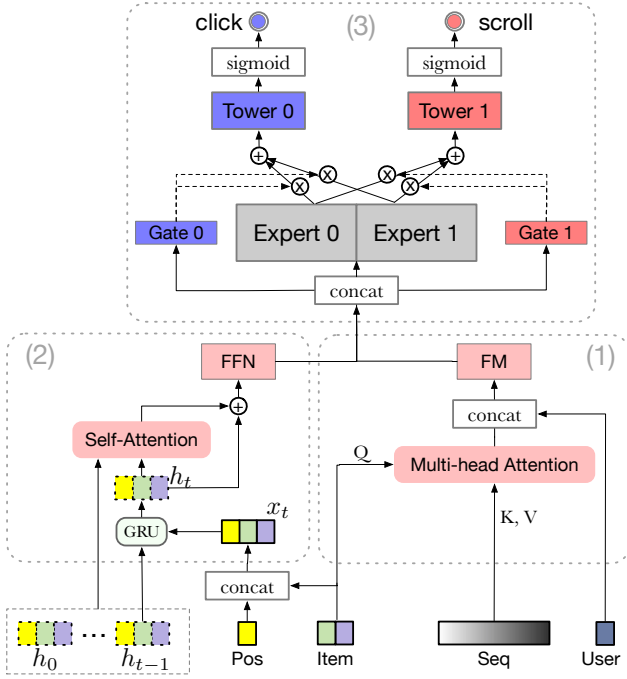 click
(3)
scroll
sigmoid
sigmoid
Tower 0
Tower 1
+
+
x
x
x
x
Gate 0
Expert 0
Expert 1
Gate 1
concat
(2)
(1)
FFN
FM
+
concat
Self-Attention
Q
Multi-head Attention
h_t
x_t
K, V
GRU
concat
...
h_0
h_{t-1}
Pos
Item
Seq
User